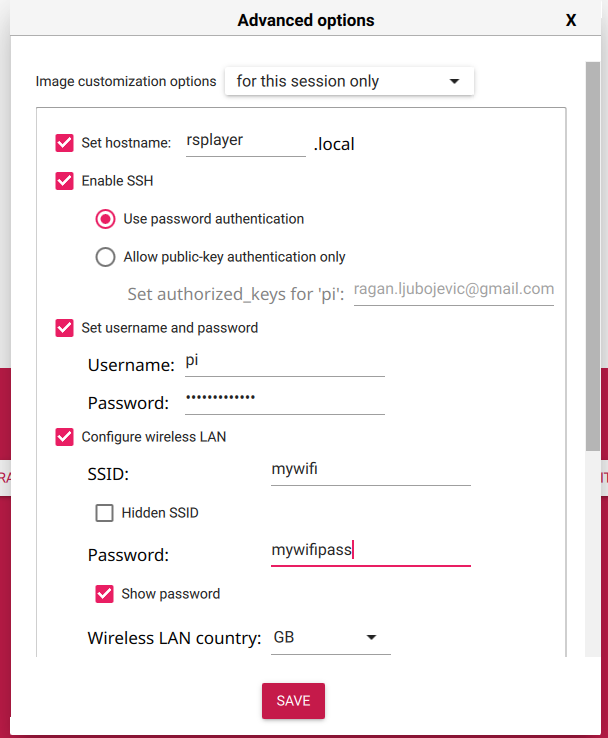 Advanced options X
Image customization options for this session only
Set hostname: rsplayer .local
Enable SSH
Use password authentication
Allow public-key authentication only
Set authorized_keys for 'pi': ragan.ljubojevic@gmail.com
Set username and password
Username: pi
Password: •••••••••••••
Configure wireless LAN
SSID: mywifi
Hidden SSID
Password: mywifipass
Show password
Wireless LAN country: GB
SAVE